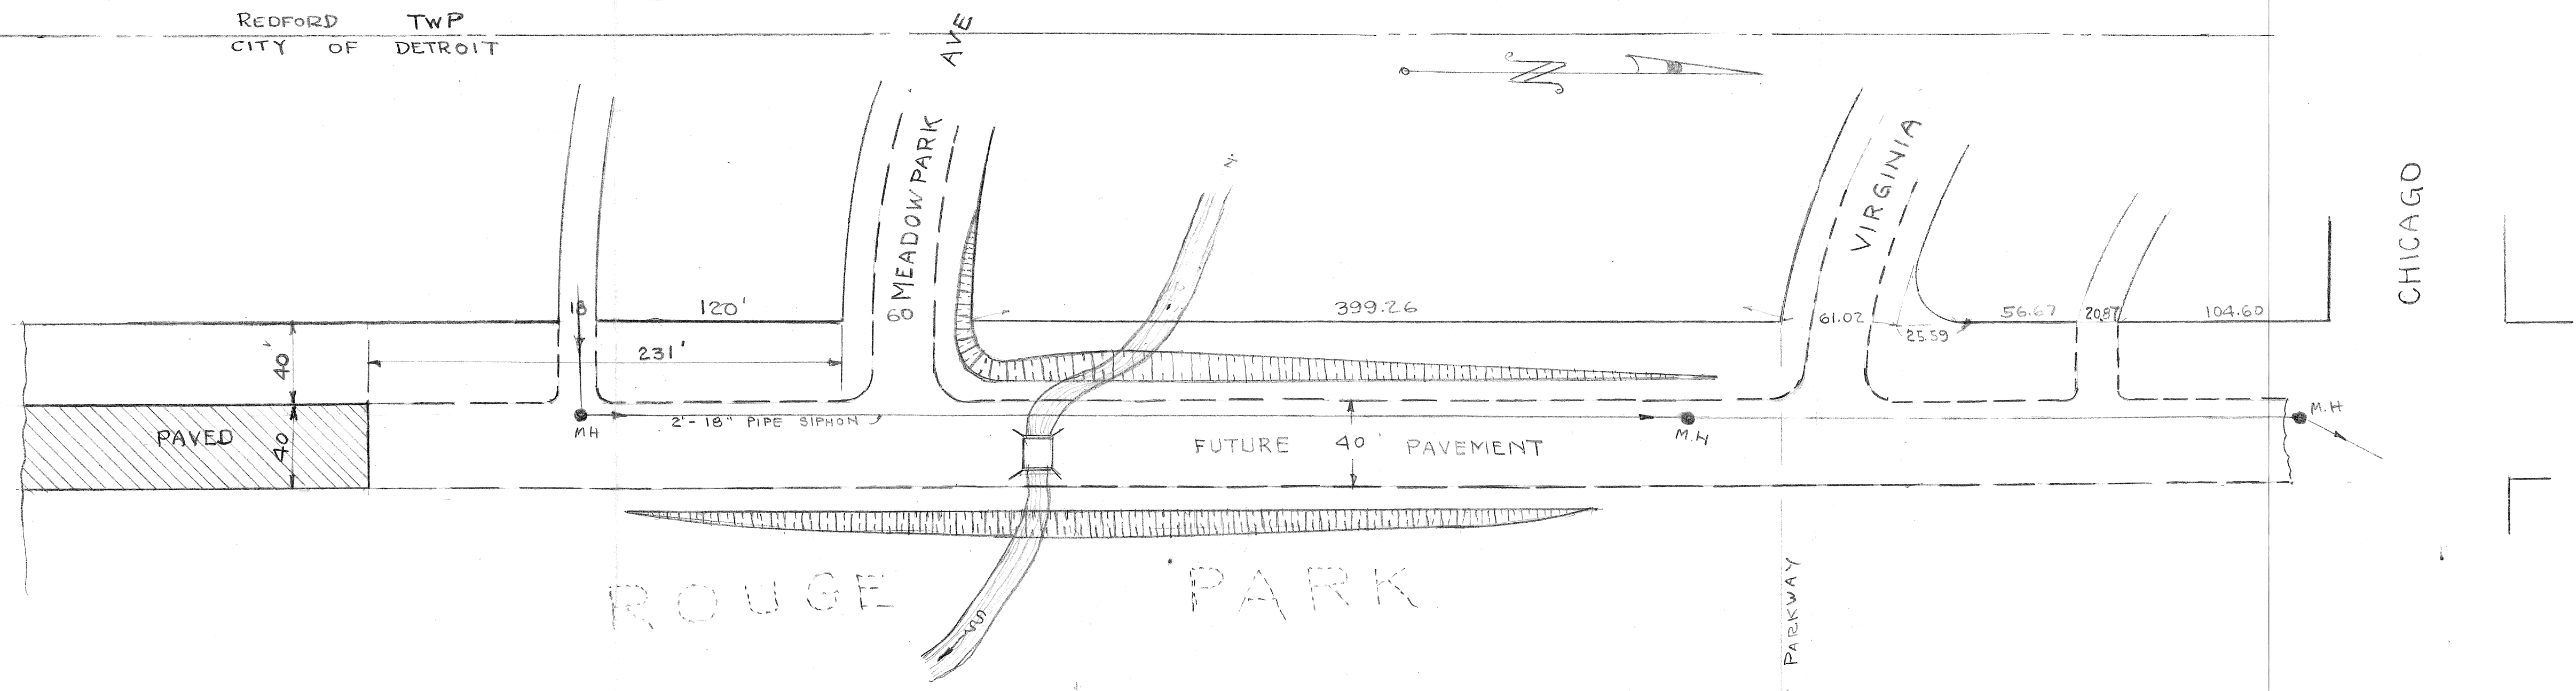 REDFORD TWP
CITY OF DETROIT
AVE
N
MEADOWPARK
60
VIRGINIA
CHICAGO
18
120'
399.26
61.02
25.59
56.67
20.87
104.60
231'
40'
40'
PAVED
MH
2'-18" PIPE SIPHON
M.H
M.H
FUTURE 40' PAVEMENT
ROUGE PARK
PARKWAY